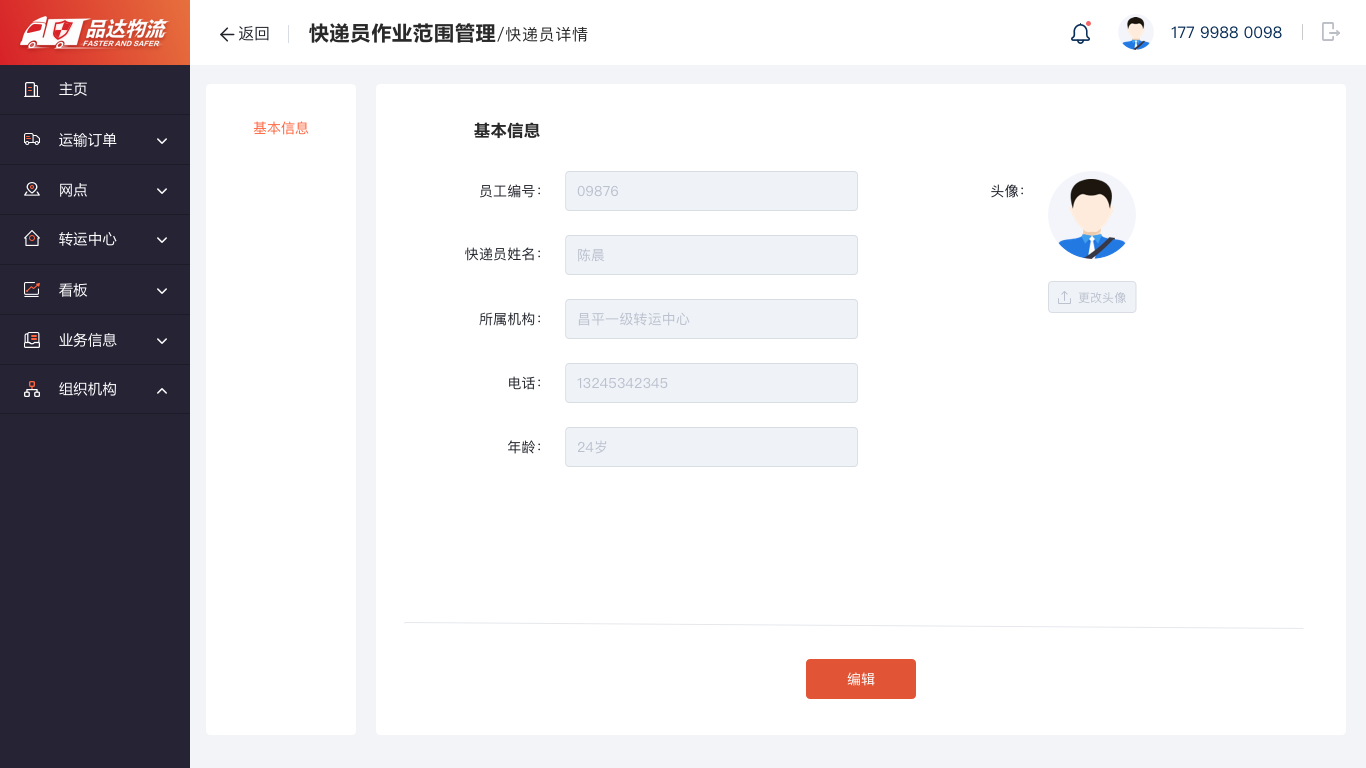 品达物流
FASTER AND SAFER
返回
快递员作业范围管理/快递员详情
177 9988 0098
主页
运输订单
网点
转运中心
看板
业务信息
组织机构
基本信息
基本信息
员工编号：
09876
头像：
快递员姓名：
陈晨
更改头像
所属机构：
昌平一级转运中心
电话：
13245342345
年龄：
24岁
编辑